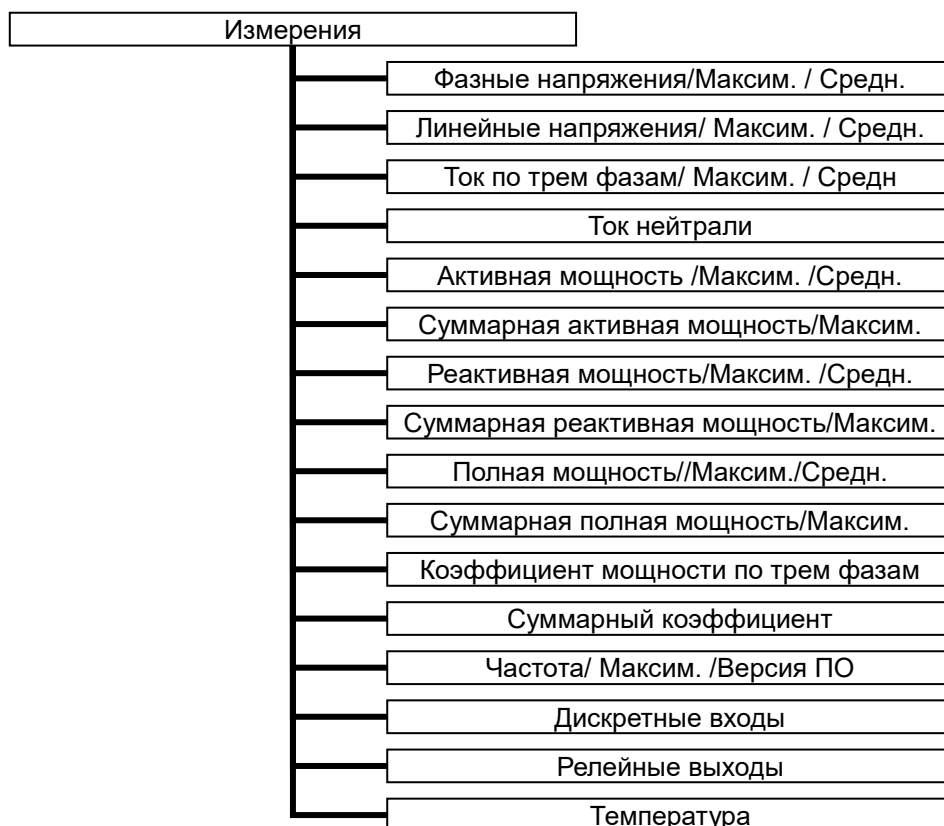 Измерения
Фазные напряжения/Максим. / Средн.
Линейные напряжения/ Максим. / Средн.
Ток по трем фазам/ Максим. / Средн
Ток нейтрали
Активная мощность /Максим. /Средн.
Суммарная активная мощность/Максим.
Реактивная мощность/Максим. /Средн.
Суммарная реактивная мощность/Максим.
Полная мощность//Максим./Средн.
Суммарная полная мощность/Максим.
Коэффициент мощности по трем фазам
Суммарный коэффициент
Частота/ Максим. /Версия ПО
Дискретные входы
Релейные выходы
Температура